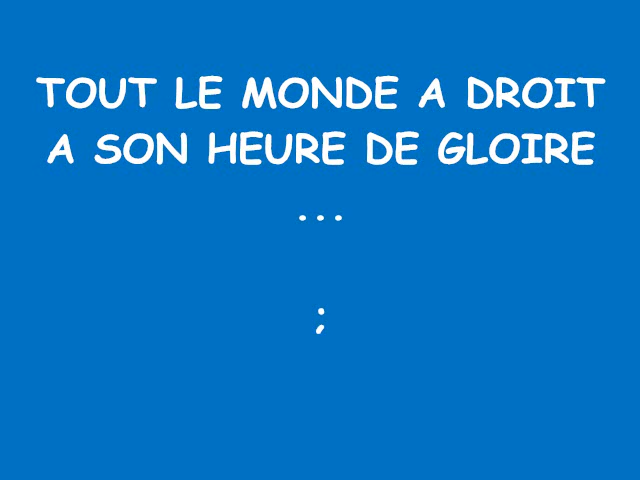 TOUT LE MONDE A DROIT
A SON HEURE DE GLOIRE
...
;